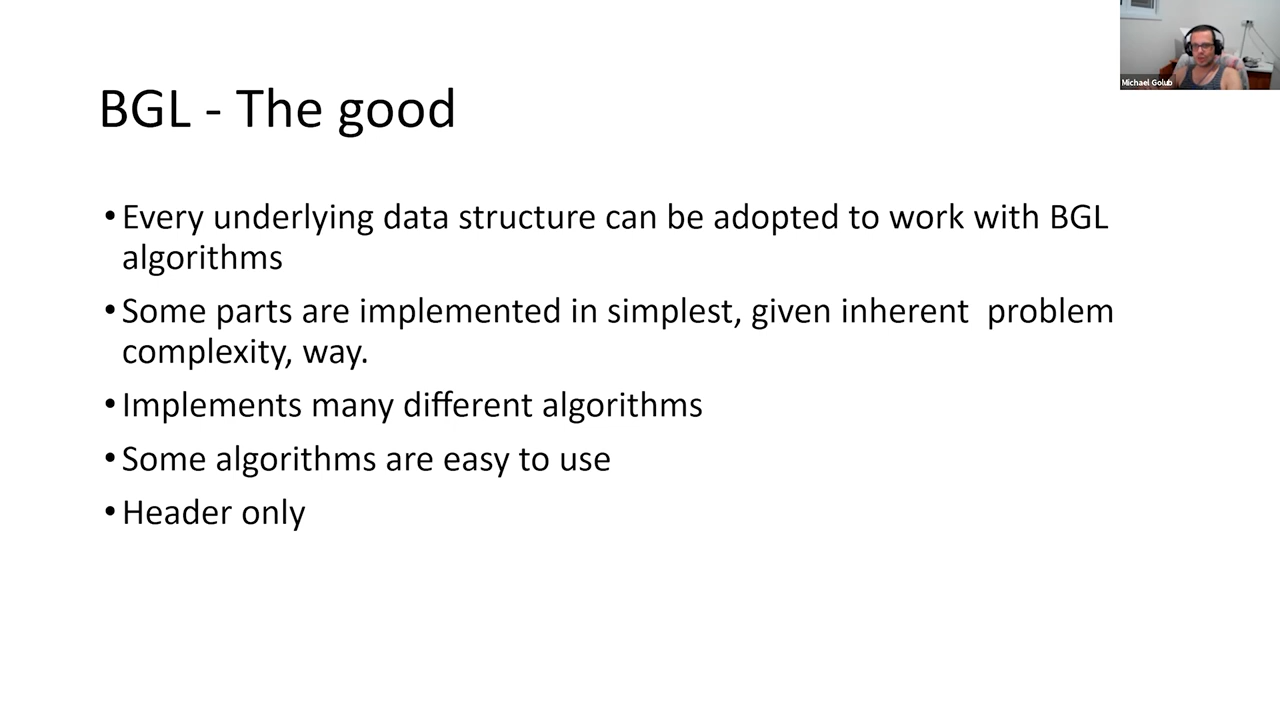 BGL - The good
• Every underlying data structure can be adopted to work with BGL
algorithms
• Some parts are implemented in simplest, given inherent  problem
complexity, way.
• Implements many different algorithms
• Some algorithms are easy to use
• Header only
Michael Golub